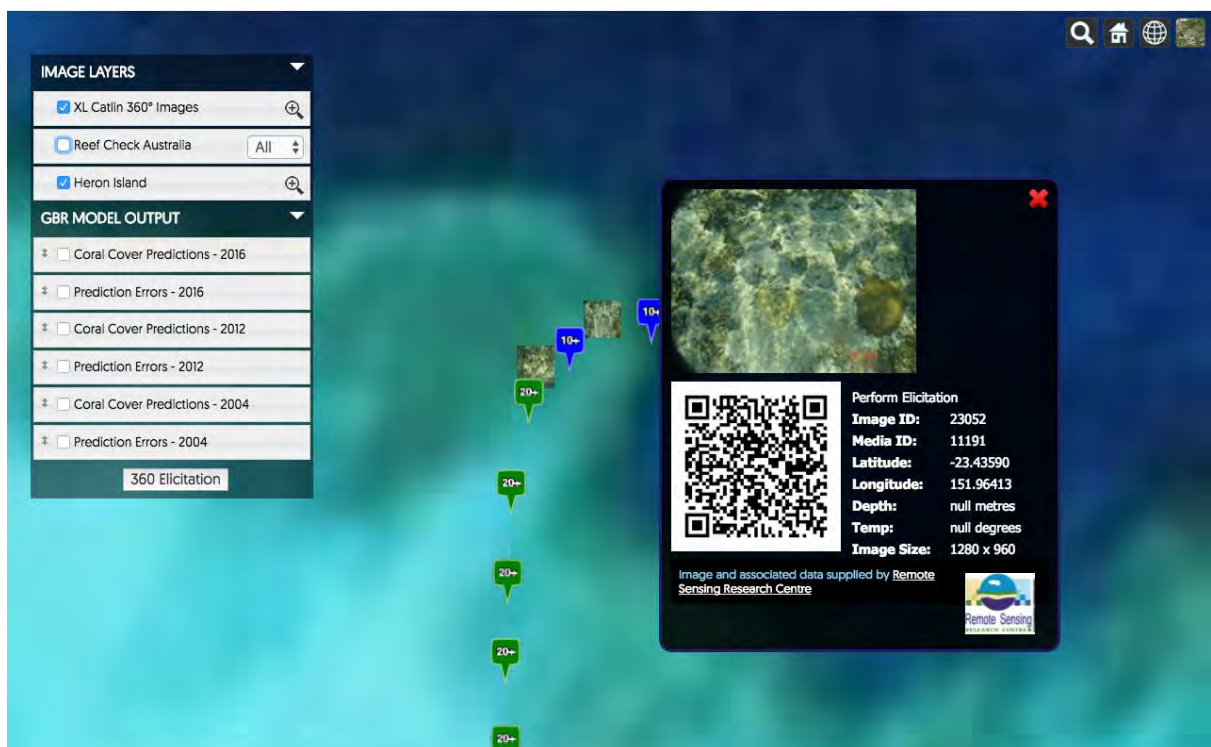 IMAGE LAYERS
XL Catlin 360° Images
Reef Check Australia
All
Heron Island
GBR MODEL OUTPUT
Coral Cover Predictions - 2016
Prediction Errors - 2016
Coral Cover Predictions - 2012
Prediction Errors - 2012
Coral Cover Predictions - 2004
Prediction Errors - 2004
360 Elicitation
10+
10+
20+
20+
20+
20+
20+
Perform Elicitation
Image ID: 23052
Media ID: 11191
Latitude: -23.43590
Longitude: 151.96413
Depth: null metres
Temp: null degrees
Image Size: 1280 x 960
Image and associated data supplied by Remote
Sensing Research Centre
Remote Sensing
RESEARCH CENTRE